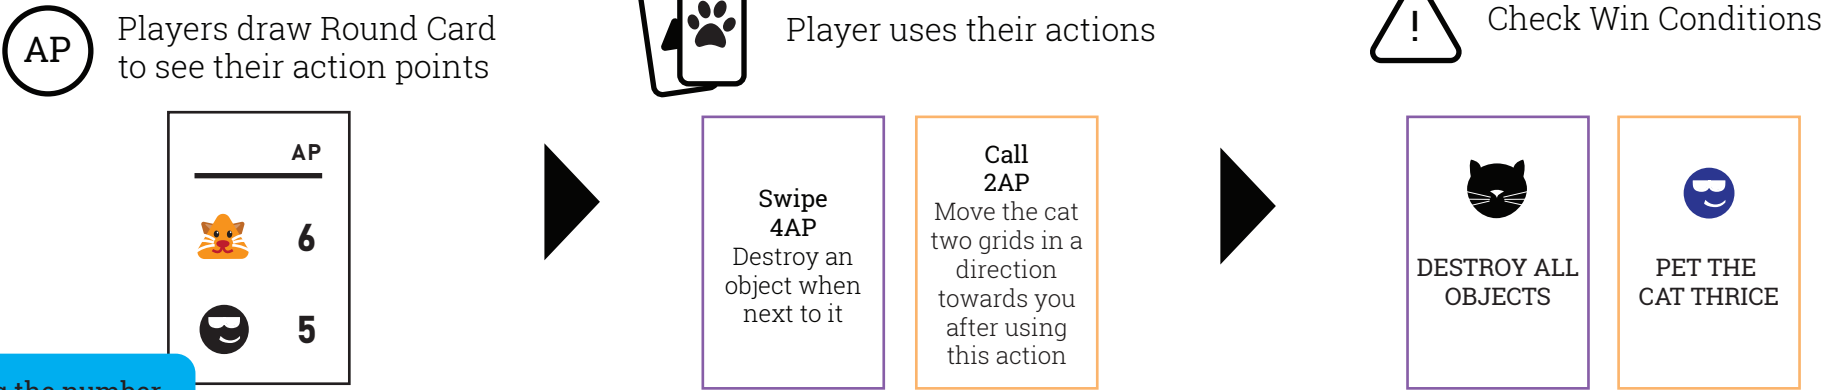 AP
Players draw Round Card
to see their action points
Player uses their actions
!
Check Win Conditions
AP
6
5
Swipe
4AP
Destroy an
object when
next to it
Call
2AP
Move the cat
two grids in a
direction
towards you
after using
this action
DESTROY ALL
OBJECTS
PET THE
CAT THRICE
the number